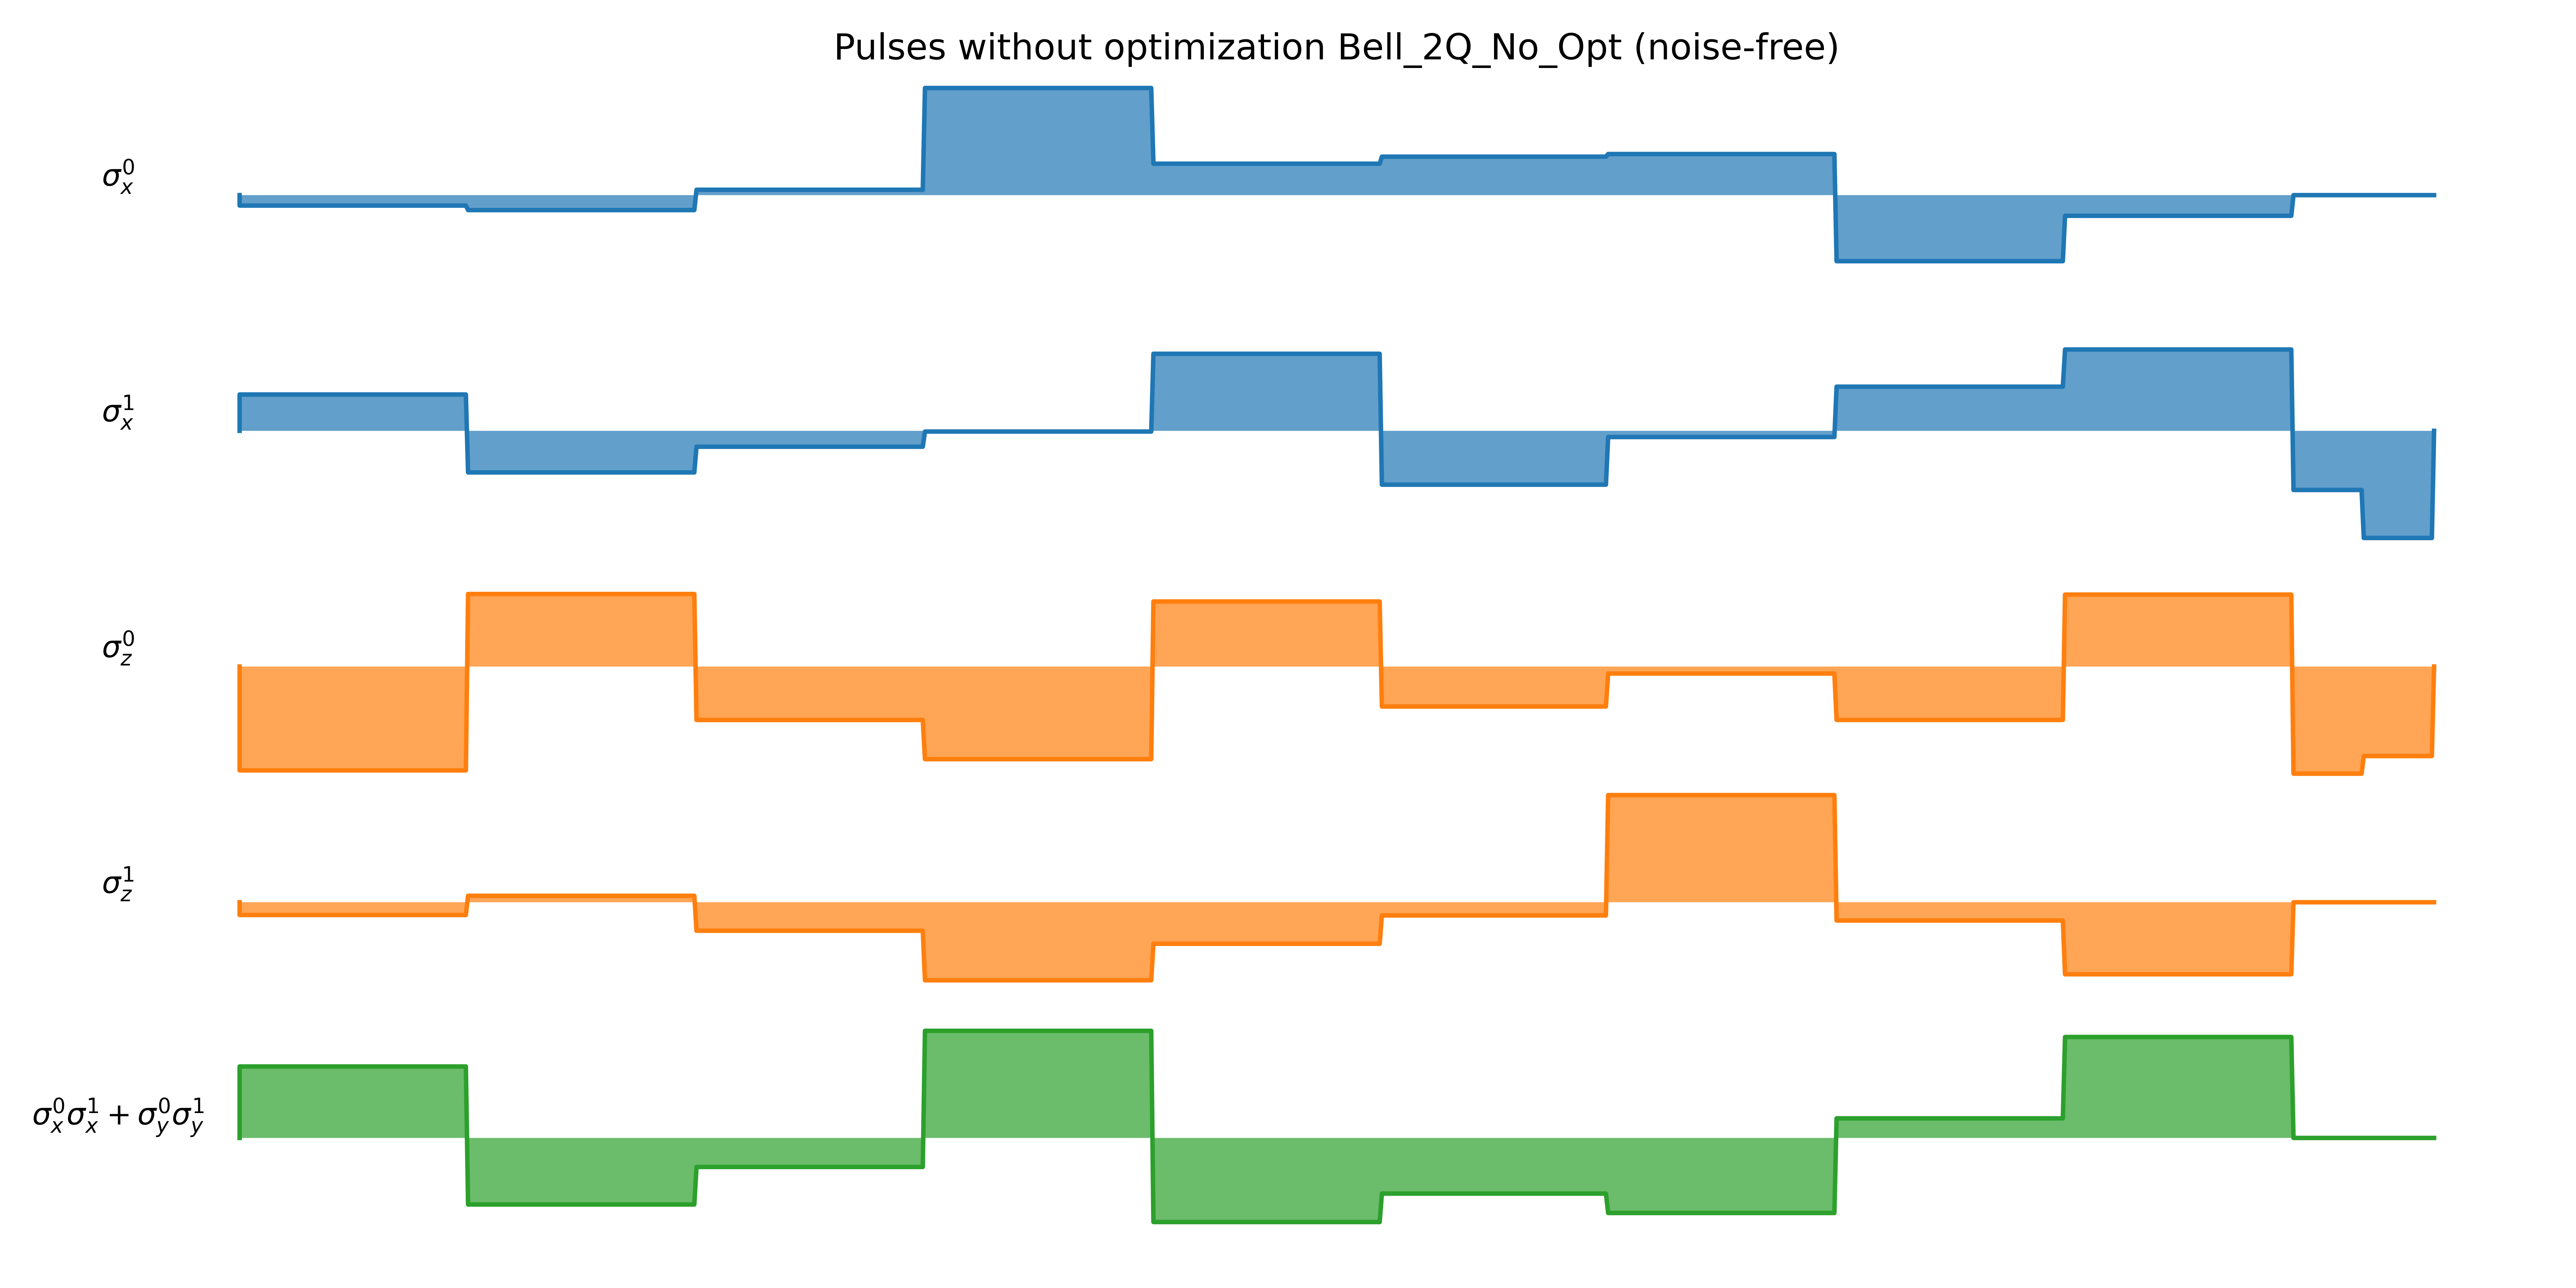 Pulses without optimization Bell_2Q_No_Opt (noise-free)
σ_x^0
σ_x^1
σ_z^0
σ_z^1
σ_x^0σ_x^1 + σ_y^0σ_y^1